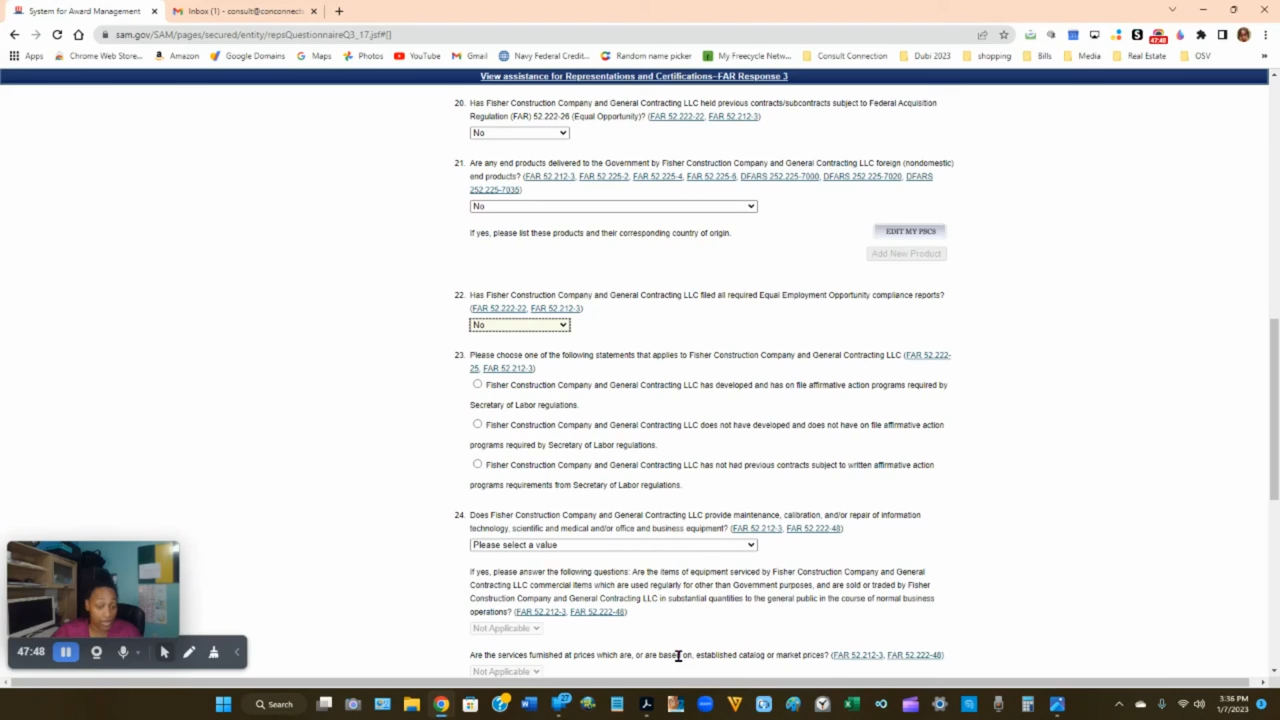 System for Award Management
Inbox (1) - consult@conconnects
sam.gov/SAM/pages/secured/entity/repsQuestionnaireQ3_17.jsf#[]
47:48
Apps
Chrome Web Store...
Amazon
Google Domains
Maps
Photos
YouTube
Gmail
Navy Federal Credit...
Random name picker
My Freecycle Netw...
Consult Connection
Dubi 2023
shopping
Bills
Media
Real Estate
OSV
View assistance for Representations and Certifications–FAR Response 3
20. Has Fisher Construction Company and General Contracting LLC held previous contracts/subcontracts subject to Federal Acquisition
Regulation (FAR) 52.222-26 (Equal Opportunity)? (FAR 52.222-22, FAR 52.212-3)
No
21. Are any end products delivered to the Government by Fisher Construction Company and General Contracting LLC foreign (nondomestic)
end products? (FAR 52.212-3, FAR 52.225-2, FAR 52.225-4, FAR 52.225-6, DFARS 252.225-7000, DFARS 252.225-7020, DFARS
252.225-7035)
No
If yes, please list these products and their corresponding country of origin.
EDIT MY PSCS
Add New Product
22. Has Fisher Construction Company and General Contracting LLC filed all required Equal Employment Opportunity compliance reports?
(FAR 52.222-22, FAR 52.212-3)
No
23. Please choose one of the following statements that applies to Fisher Construction Company and General Contracting LLC (FAR 52.222-
25, FAR 52.212-3)
Fisher Construction Company and General Contracting LLC has developed and has on file affirmative action programs required by
Secretary of Labor regulations.
Fisher Construction Company and General Contracting LLC does not have developed and does not have on file affirmative action
programs required by Secretary of Labor regulations.
Fisher Construction Company and General Contracting LLC has not had previous contracts subject to written affirmative action
programs requirements from Secretary of Labor regulations.
24. Does Fisher Construction Company and General Contracting LLC provide maintenance, calibration, and/or repair of information
technology, scientific and medical and/or office and business equipment? (FAR 52.212-3, FAR 52.222-48)
Please select a value
If yes, please answer the following questions: Are the items of equipment serviced by Fisher Construction Company and General
Contracting LLC commercial items which are used regularly for other than Government purposes, and are sold or traded by Fisher
Construction Company and General Contracting LLC in substantial quantities to the general public in the course of normal business
operations? (FAR 52.212-3, FAR 52.222-48)
Not Applicable
Are the services furnished at prices which are, or are based on, established catalog or market prices? (FAR 52.212-3, FAR 52.222-48)
Not Applicable
47:48
Search
27
3:36 PM
1/7/2023